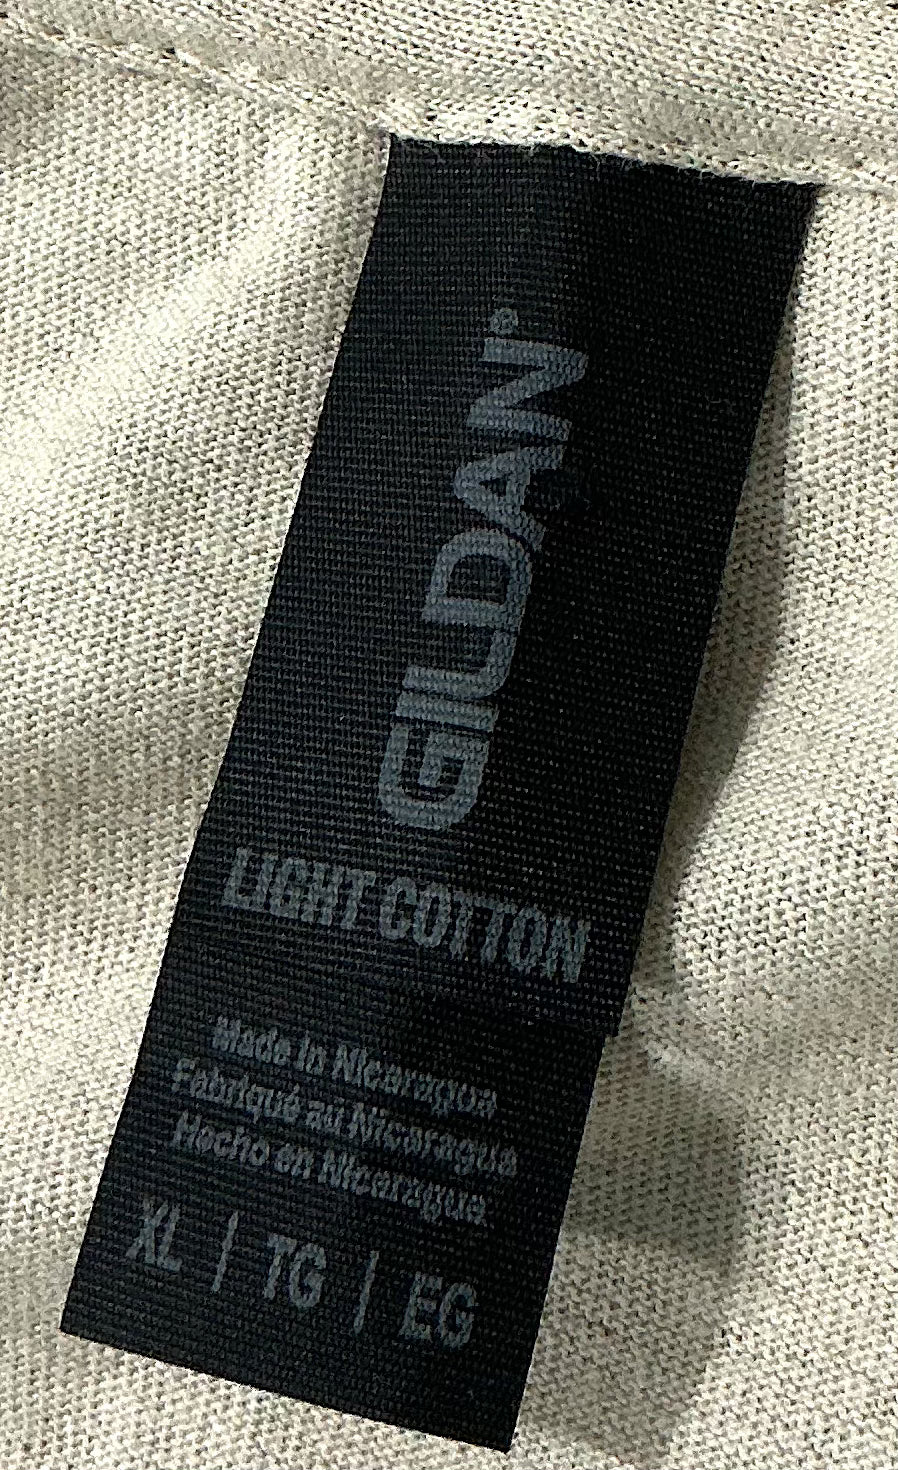 GILDAN®
LIGHT COTTON
Made in Nicaragua
Fabriqué au Nicaragua
Hecho en Nicaragua
XL | TG | EG